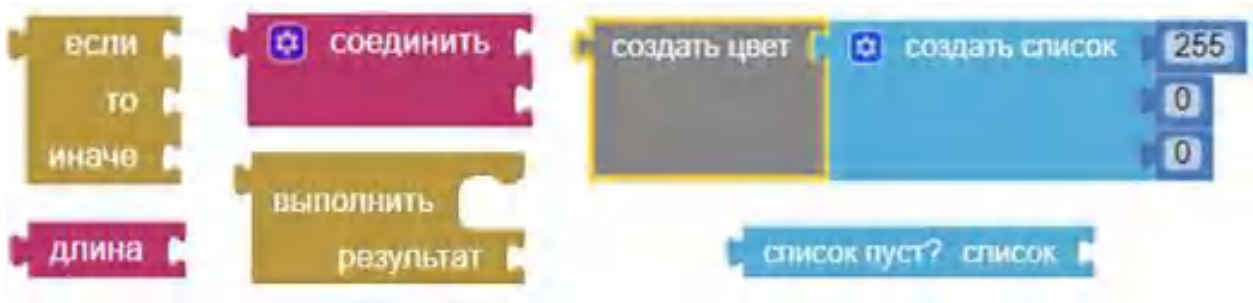 если
то
иначе
соединить
создать цвет
создать список
255
0
0
выполнить
результат
длина
список пуст? список